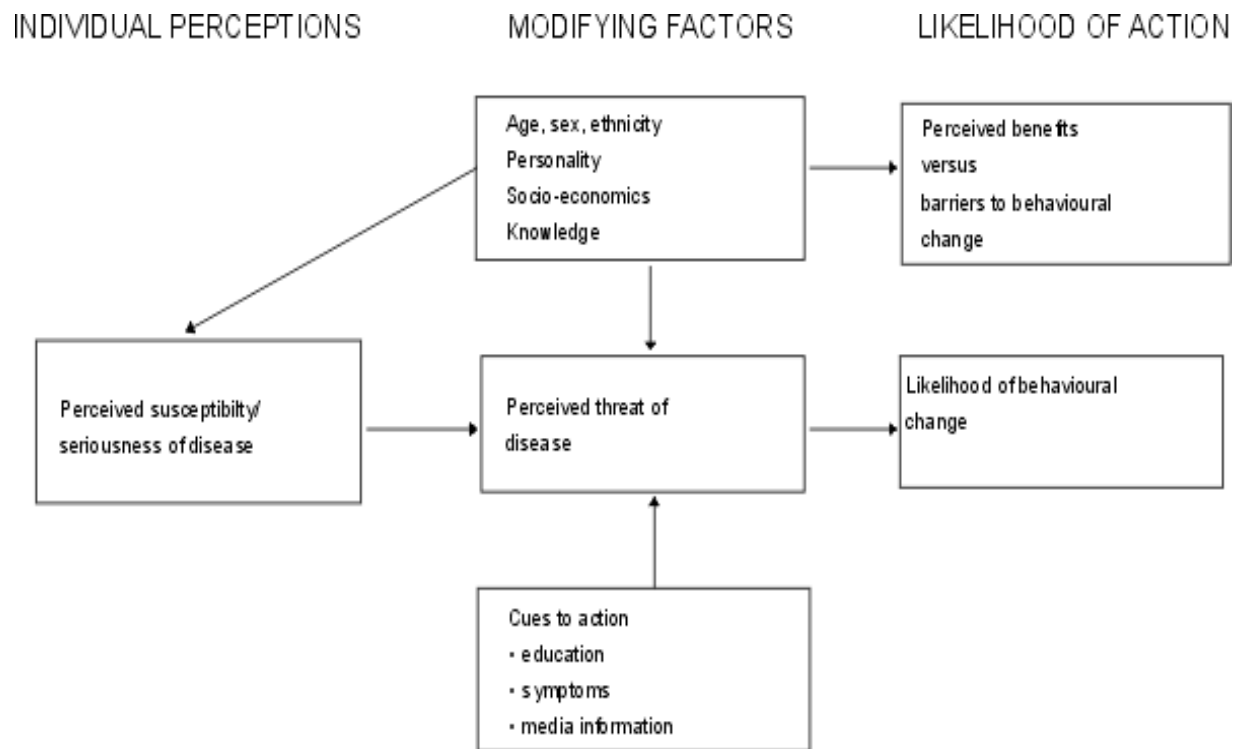 INDIVIDUAL PERCEPTIONS
MODIFYING FACTORS
LIKELIHOOD OF ACTION
Age, sex, ethnicity
Personality
Socio-economics
Knowledge
Perceived benefits
versus
barriers to behavioural
change
Perceived susceptibilty/
seriousness of disease
Perceived threat of
disease
Likelihood of behavioural
change
Cues to action
• education
• symptoms
• media information